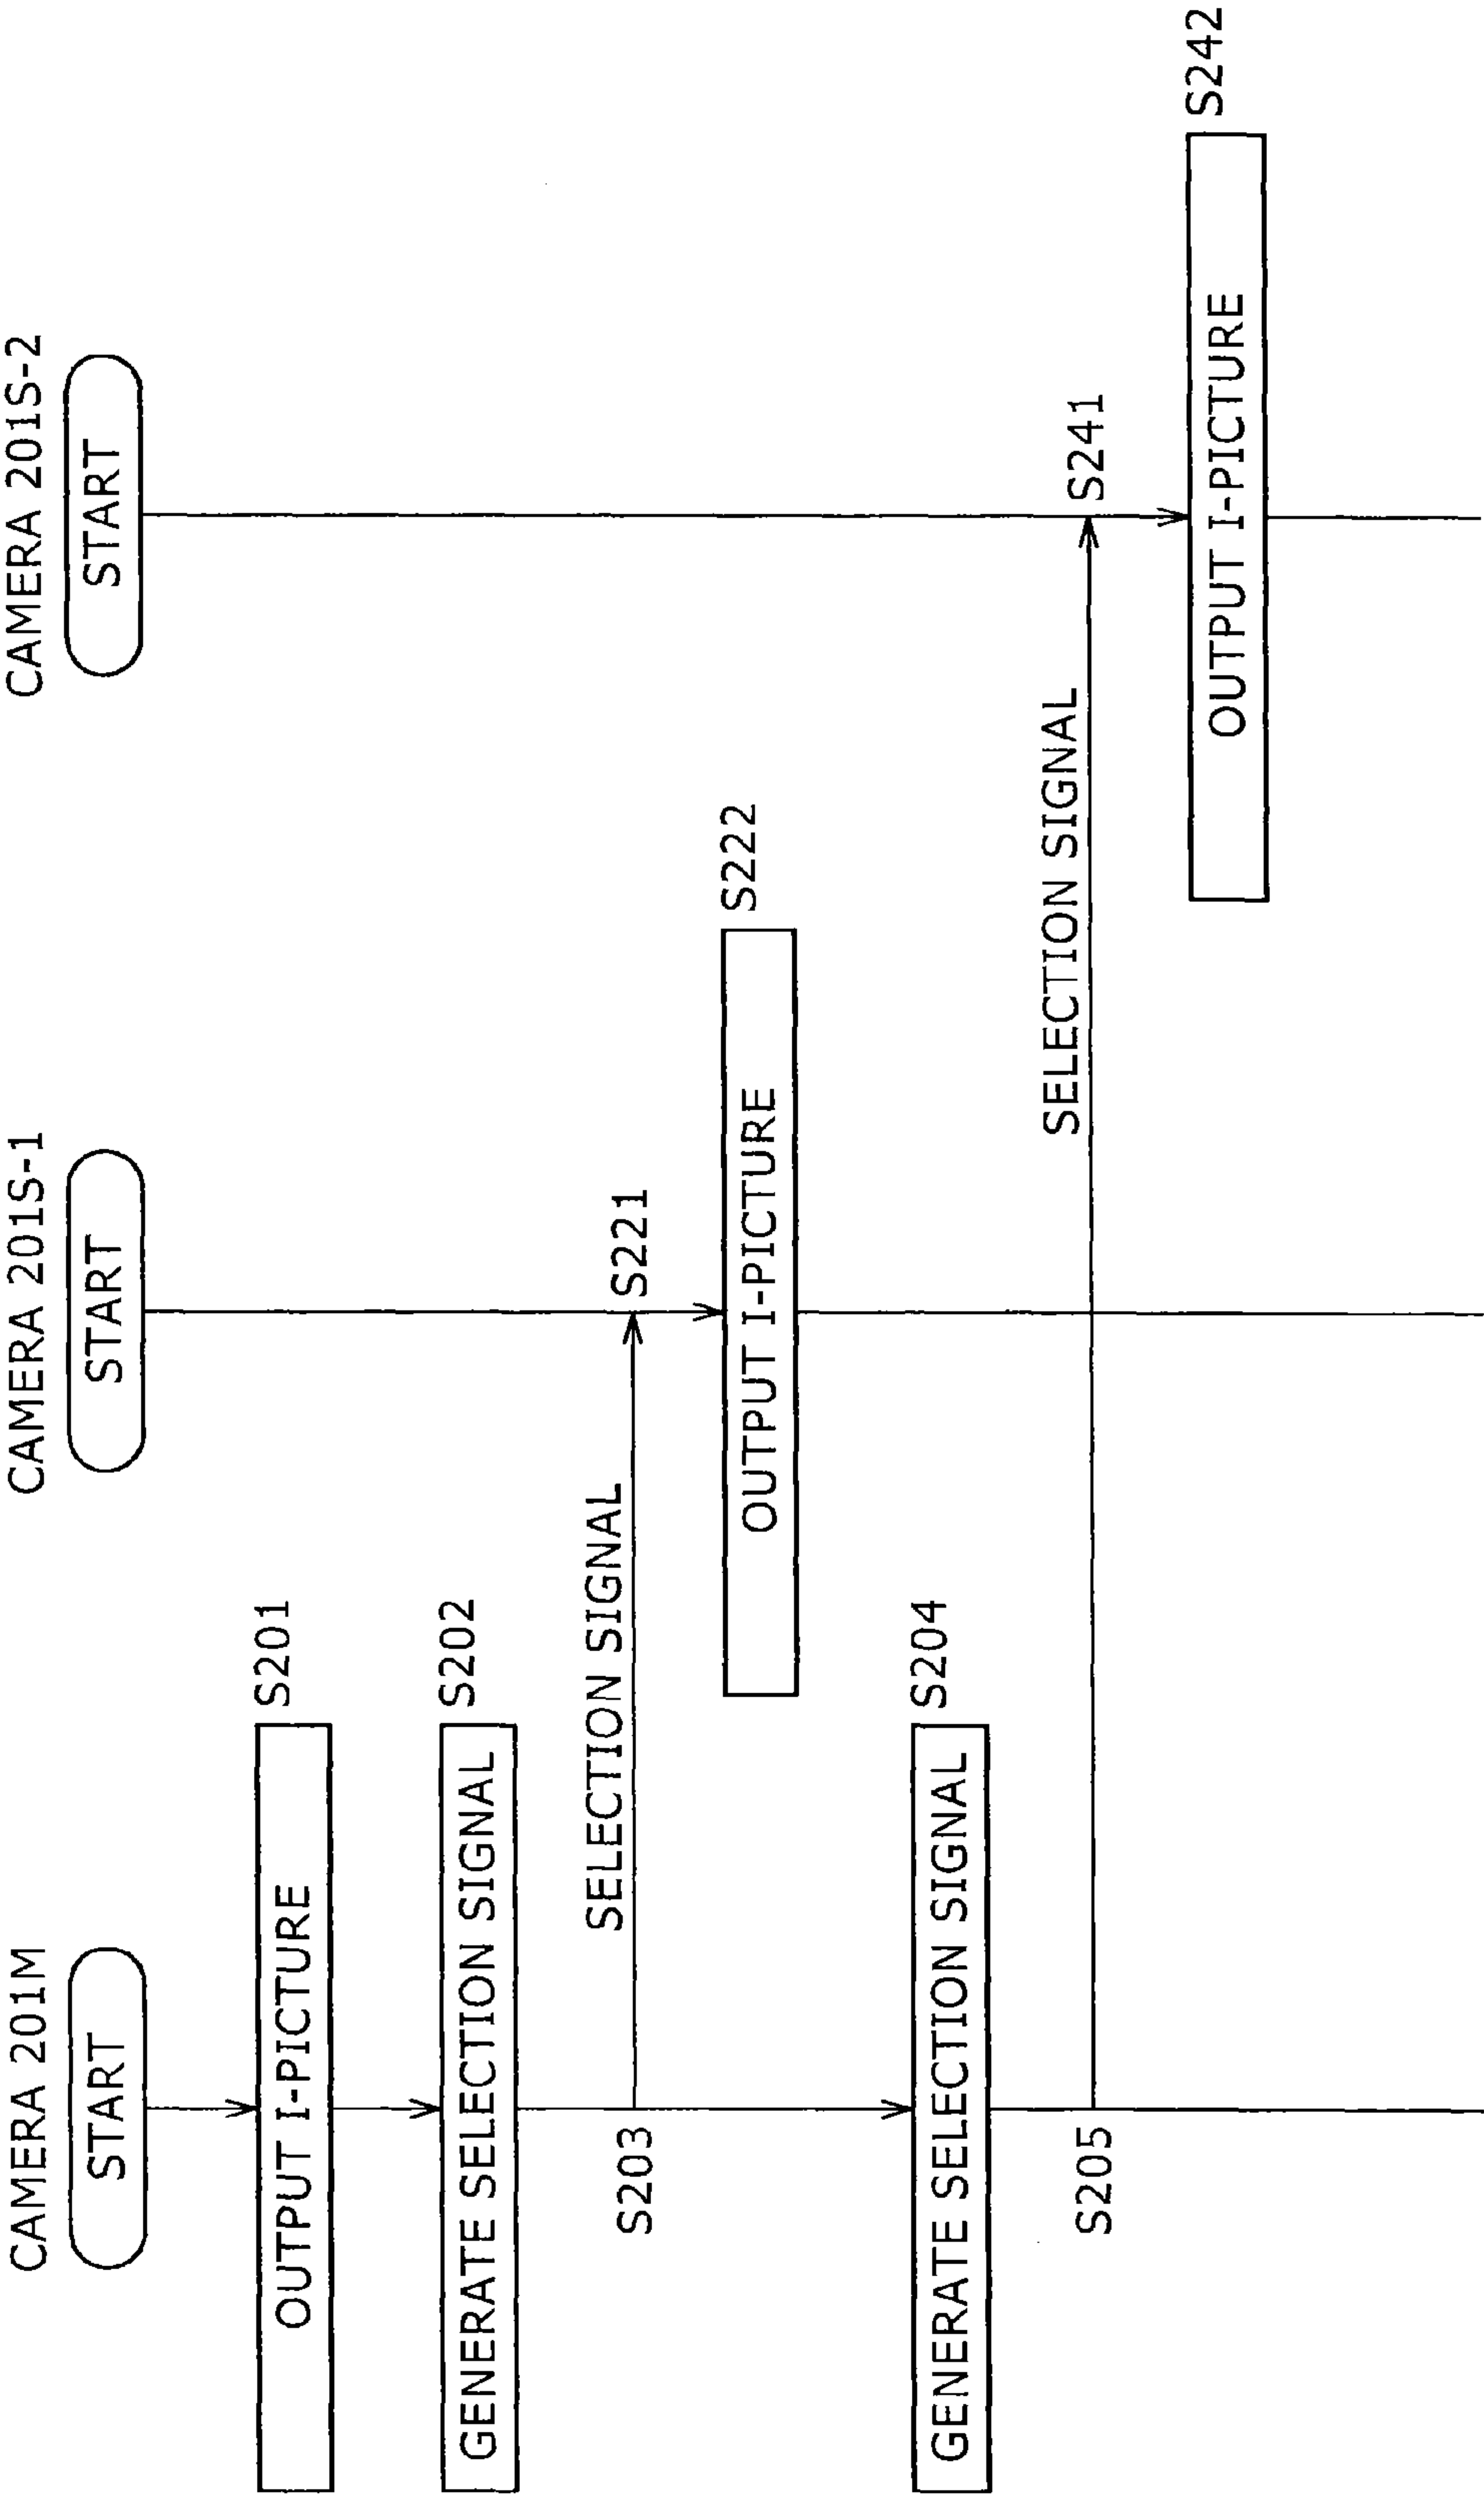 CAMERA 201M
CAMERA 201S-1
CAMERA 201S-2
START
START
START
OUTPUT I-PICTURE
S201
GENERATE SELECTION SIGNAL
S202
SELECTION SIGNAL
S203
S221
OUTPUT I-PICTURE
S222
GENERATE SELECTION SIGNAL
S204
SELECTION SIGNAL
S205
S241
OUTPUT I-PICTURE
S242